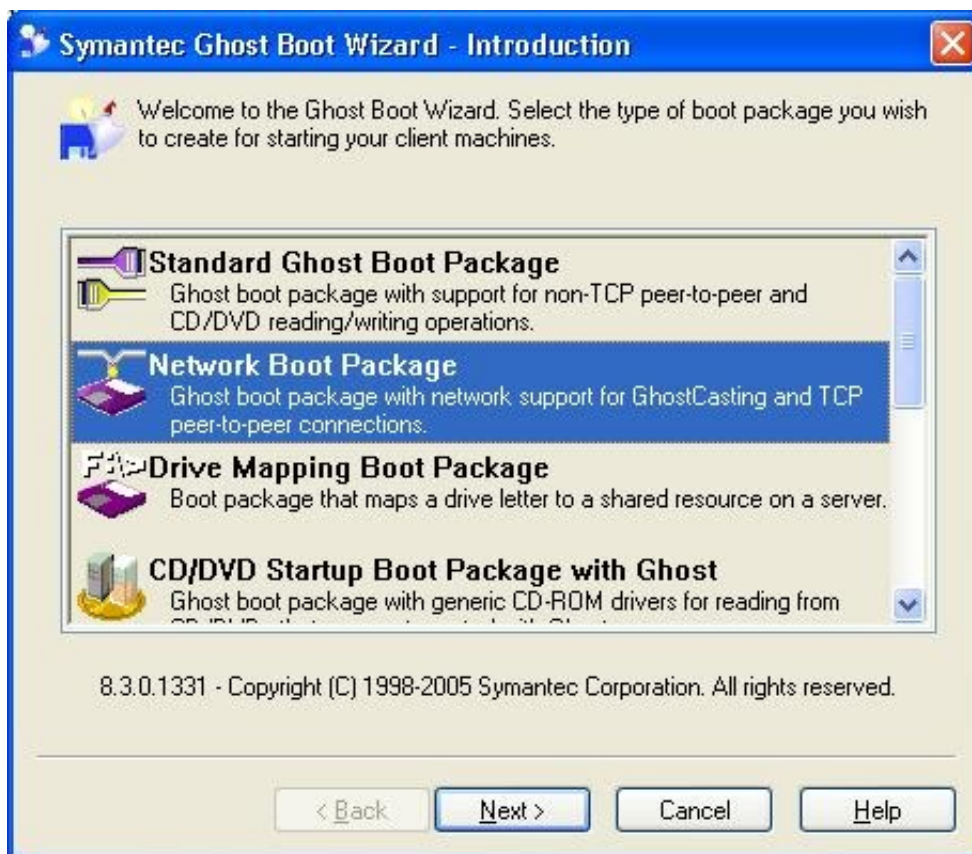 Symantec Ghost Boot Wizard - Introduction
Welcome to the Ghost Boot Wizard. Select the type of boot package you wish
to create for starting your client machines.
Standard Ghost Boot Package
Ghost boot package with support for non-TCP peer-to-peer and
CD/DVD reading/writing operations.
Network Boot Package
Ghost boot package with network support for GhostCasting and TCP
peer-to-peer connections.
Drive Mapping Boot Package
Boot package that maps a drive letter to a shared resource on a server.
CD/DVD Startup Boot Package with Ghost
Ghost boot package with generic CD-ROM drivers for reading from
8.3.0.1331 - Copyright (C) 1998-2005 Symantec Corporation. All rights reserved.
< Back
Next >
Cancel
Help